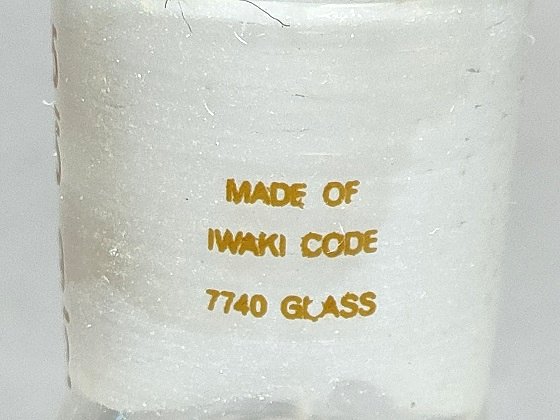 MADE OF
IWAKI CODE
7740 GLASS